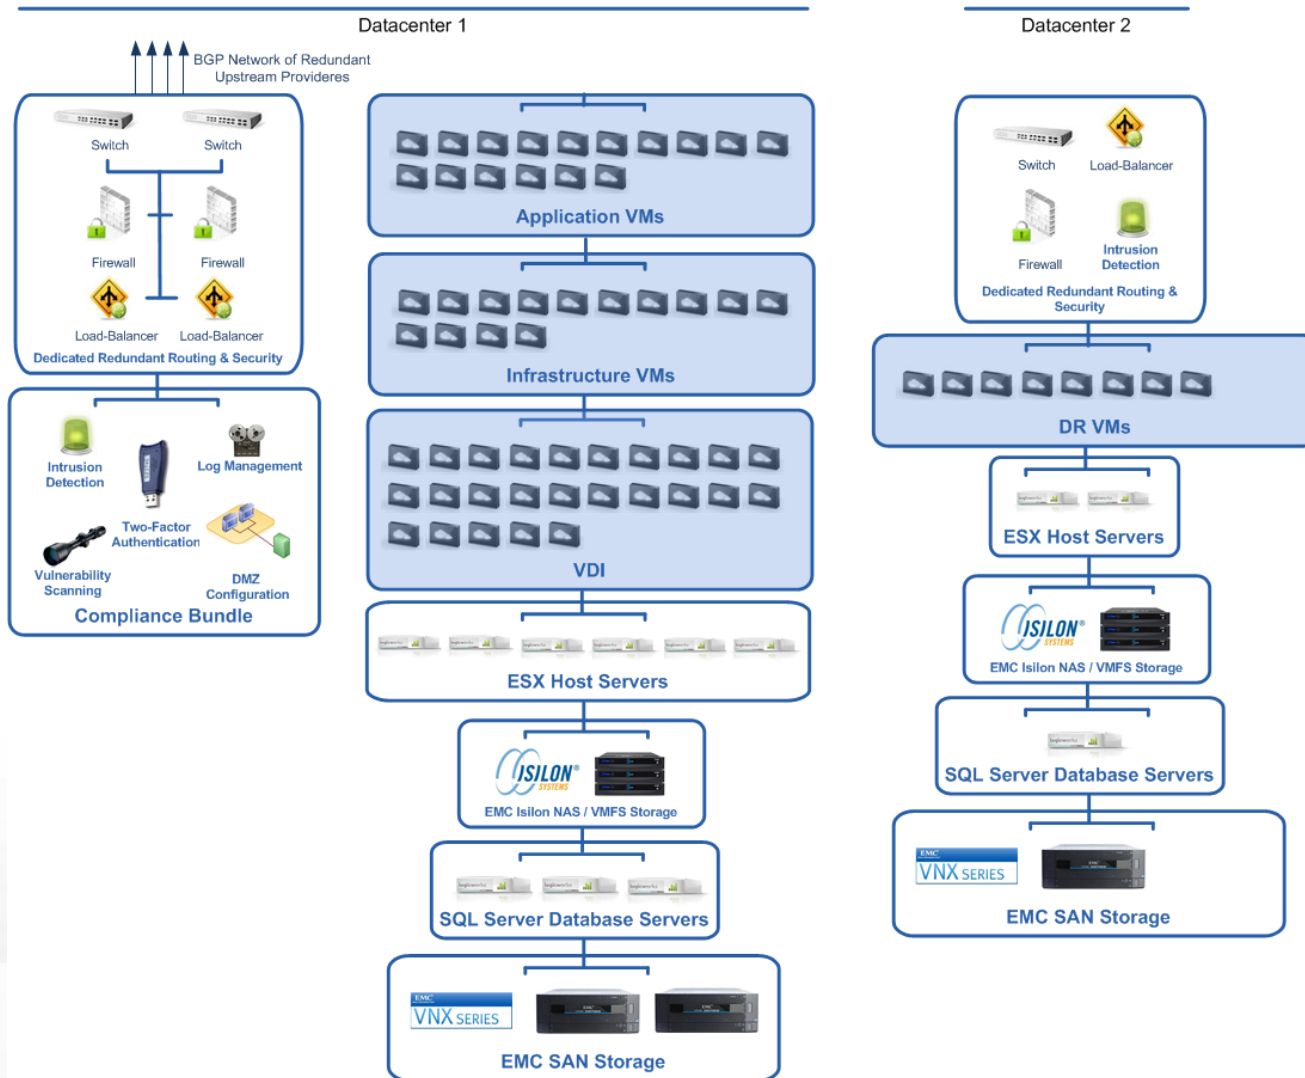 Datacenter 1
BGP Network of Redundant
Upstream Provideres
Switch
Switch
Firewall
Firewall
Load-Balancer
Load-Balancer
Dedicated Redundant Routing & Security
Intrusion
Detection
Log Management
Two-Factor
Authentication
Vulnerability
Scanning
DMZ
Configuration
Compliance Bundle
Application VMs
Infrastructure VMs
VDI
ESX Host Servers
ISILON®
SYSTEMS
EMC Isilon NAS / VMFS Storage
SQL Server Database Servers
EMC
VNX SERIES
EMC
EMC SAN Storage
Datacenter 2
Switch
Load-Balancer
Firewall
Intrusion
Detection
Dedicated Redundant Routing &
Security
DR VMs
ESX Host Servers
ISILON®
SYSTEMS
EMC Isilon NAS / VMFS Storage
SQL Server Database Servers
EMC
VNX SERIES
EMC
EMC SAN Storage